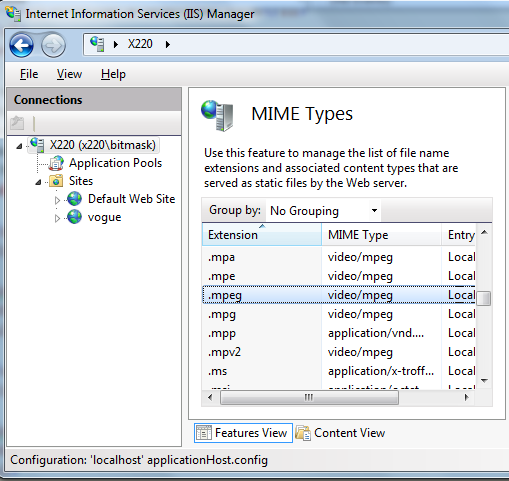 Internet Information Services (IIS) Manager
X220
File View Help
Connections
X220 (x220\bitmask)
Application Pools
Sites
Default Web Site
vogue
MIME Types
Use this feature to manage the list of file name
extensions and associated content types that are
served as static files by the Web server.
Group by: No Grouping
Extension MIME Type Entry
.mpa video/mpeg Local
.mpe video/mpeg Local
.mpeg video/mpeg Local
.mpg video/mpeg Local
.mpp application/vnd.... Local
.mpv2 video/mpeg Local
.ms application/x-troff... Local
Features View Content View
Configuration: 'localhost' applicationHost.config